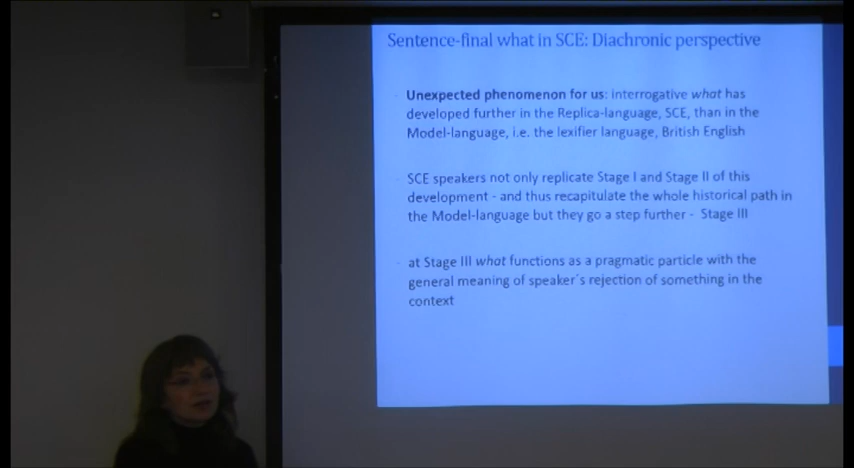 Sentence-final what in SCE: Diachronic perspective
Unexpected phenomenon for us: interrogative what has
developed further in the Replica-language, SCE, than in the
Model-language, i.e. the lexifier language, British English
SCE speakers not only replicate Stage I and Stage II of this
development - and thus recapitulate the whole historical path in
the Model-language but they go a step further - Stage III
at Stage III what functions as a pragmatic particle with the
general meaning of speaker´s rejection of something in the
context